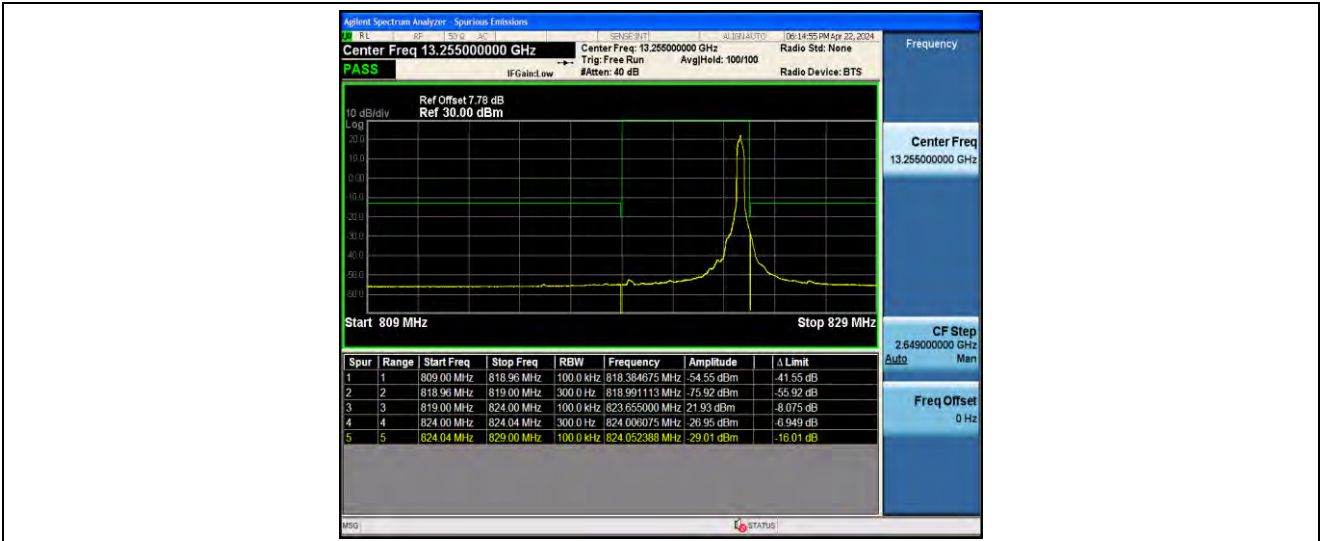 Agilent Spectrum Analyzer - Spurious Emissions
RL RF 50 Ω AC SENSE:INT ALIGNAUTO 06:14:55 PM Apr 22, 2024
Center Freq 13.255000000 GHz
Center Freq: 13.255000000 GHz
Radio Std: None
Trig: Free Run Avg|Hold: 100/100
PASS
IFGain:Low
#Atten: 40 dB
Radio Device: BTS
Ref Offset 7.78 dB
10 dB/div Ref 30.00 dBm
Log
20.0
10.0
0.00
-10.0
-20.0
-30.0
-40.0
-50.0
-60.0
Start 809 MHz Stop 829 MHz
Spur Range Start Freq Stop Freq RBW Frequency Amplitude Δ Limit
1 1 809.00 MHz 818.96 MHz 100.0 kHz 818.384675 MHz -54.55 dBm -41.55 dB
2 2 818.96 MHz 819.00 MHz 300.0 Hz 818.991113 MHz -75.92 dBm -55.92 dB
3 3 819.00 MHz 824.00 MHz 100.0 kHz 823.655000 MHz 21.93 dBm -8.075 dB
4 4 824.00 MHz 824.04 MHz 300.0 Hz 824.006075 MHz -26.95 dBm -6.949 dB
5 5 824.04 MHz 829.00 MHz 100.0 kHz 824.052388 MHz -29.01 dBm -16.01 dB
MSG STATUS
Frequency
Center Freq
13.255000000 GHz
CF Step
2.649000000 GHz
Auto Man
Freq Offset
0 Hz